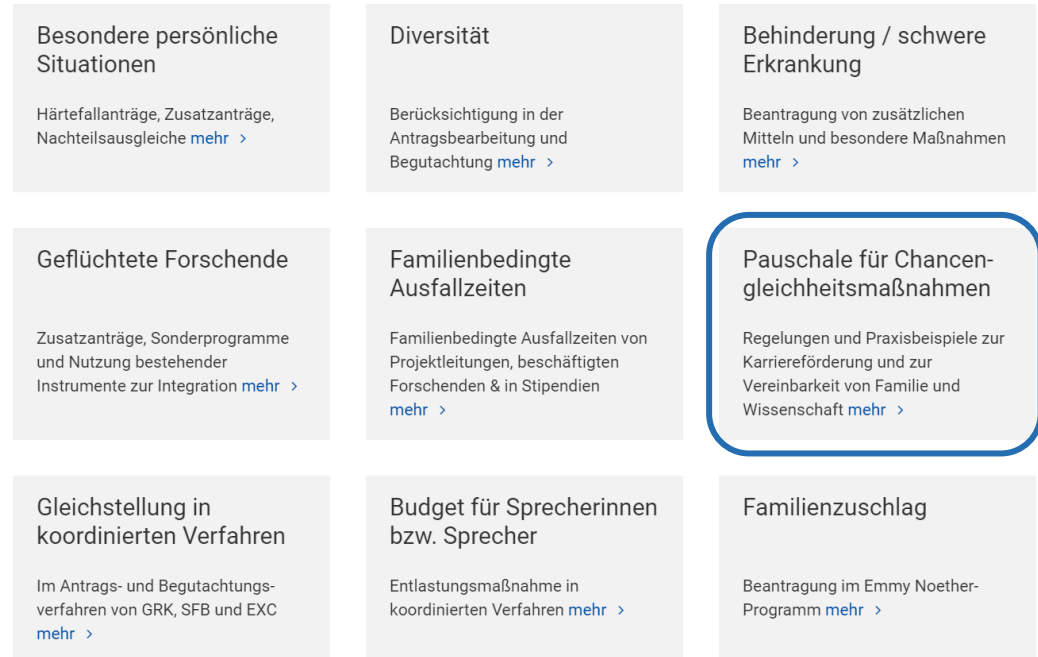 Besondere persönliche
Situationen
Härtefallanträge, Zusatzanträge,
Nachteilsausgleiche mehr >
Diversität
Berücksichtigung in der
Antragsbearbeitung und
Begutachtung mehr >
Behinderung / schwere
Erkrankung
Beantragung von zusätzlichen
Mitteln und besondere Maßnahmen
mehr >
Geflüchtete Forschende
Zusatzanträge, Sonderprogramme
und Nutzung bestehender
Instrumente zur Integration mehr >
Familienbedingte
Ausfallzeiten
Familienbedingte Ausfallzeiten von
Projektleitungen, beschäftigten
Forschenden & in Stipendien
mehr >
Pauschale für Chancen-
gleichheitsmaßnahmen
Regelungen und Praxisbeispiele zur
Karriereförderung und zur
Vereinbarkeit von Familie und
Wissenschaft mehr >
Gleichstellung in
koordinierten Verfahren
Im Antrags- und Begutachtungs-
verfahren von GRK, SFB und EXC
mehr >
Budget für Sprecherinnen
bzw. Sprecher
Entlastungsmaßnahme in
koordinierten Verfahren mehr >
Familienzuschlag
Beantragung im Emmy Noether-
Programm mehr >